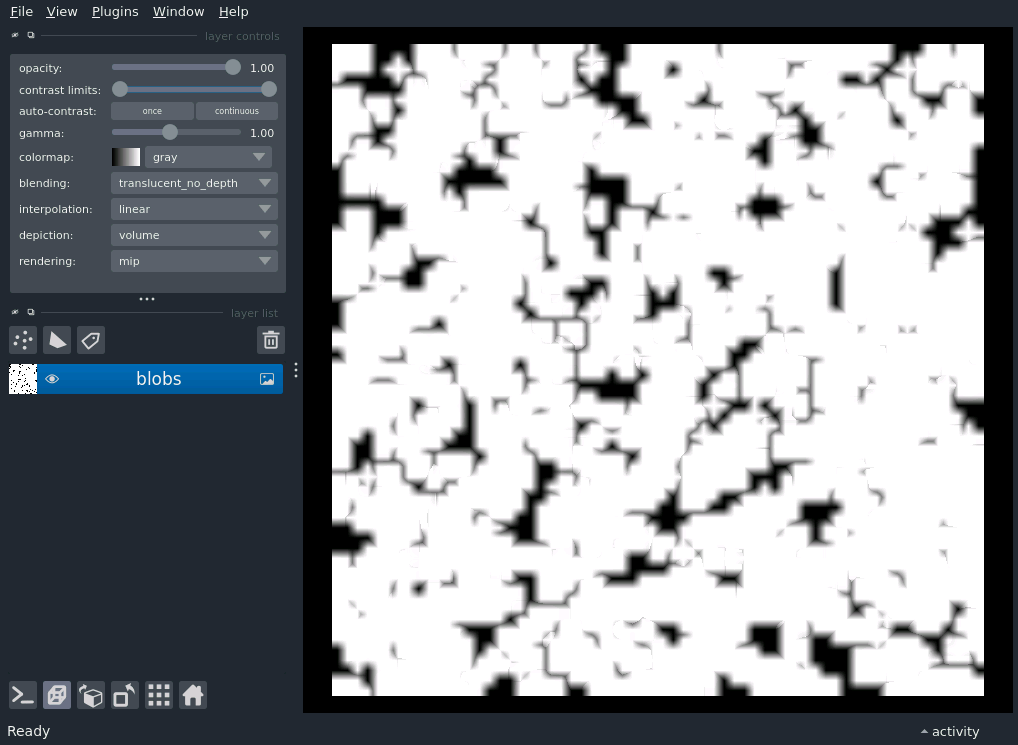 File View Plugins Window Help
layer controls
opacity: 1.00
contrast limits:
auto-contrast: once continuous
gamma: 1.00
colormap: gray
blending: translucent_no_depth
interpolation: linear
depiction: volume
rendering: mip
layer list
blobs
Ready activity